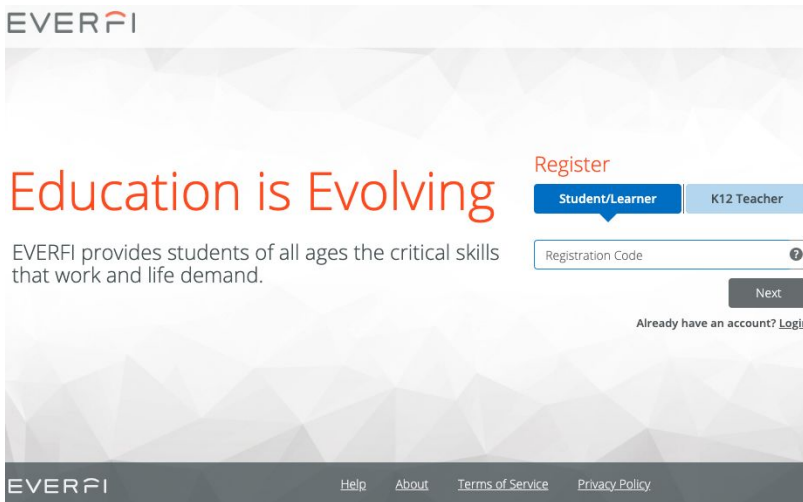 EVERFI
Education is Evolving
EVERFI provides students of all ages the critical skills
that work and life demand.
Register
Student/Learner
K12 Teacher
Registration Code
?
Next
Already have an account? Login
EVERFI
Help
About
Terms of Service
Privacy Policy